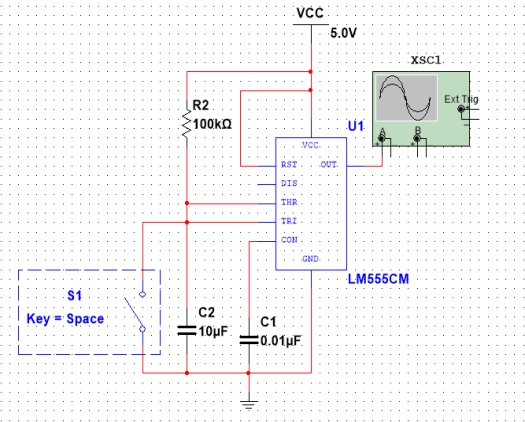 VCC
5.0V
XSC1
Ext Trig
R2
100kΩ
U1
A
B
VCC
RST
OUT
DIS
THR
TRI
CON
GND
LM555CM
S1
Key = Space
C2
10µF
C1
0.01µF